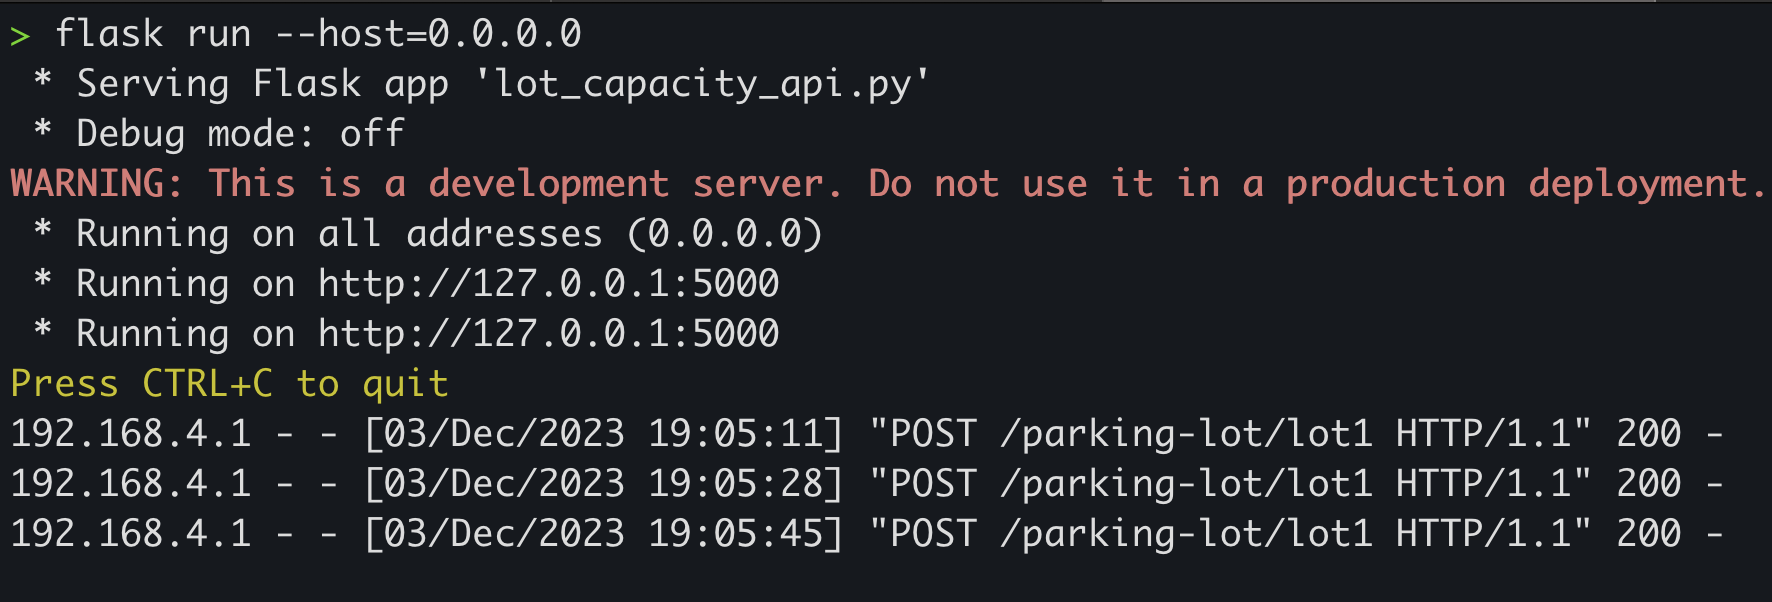 > flask run --host=0.0.0.0
 * Serving Flask app 'lot_capacity_api.py'
 * Debug mode: off
WARNING: This is a development server. Do not use it in a production deployment.
 * Running on all addresses (0.0.0.0)
 * Running on http://127.0.0.1:5000
 * Running on http://127.0.0.1:5000
Press CTRL+C to quit
192.168.4.1 - - [03/Dec/2023 19:05:11] "POST /parking-lot/lot1 HTTP/1.1" 200 -
192.168.4.1 - - [03/Dec/2023 19:05:28] "POST /parking-lot/lot1 HTTP/1.1" 200 -
192.168.4.1 - - [03/Dec/2023 19:05:45] "POST /parking-lot/lot1 HTTP/1.1" 200 -